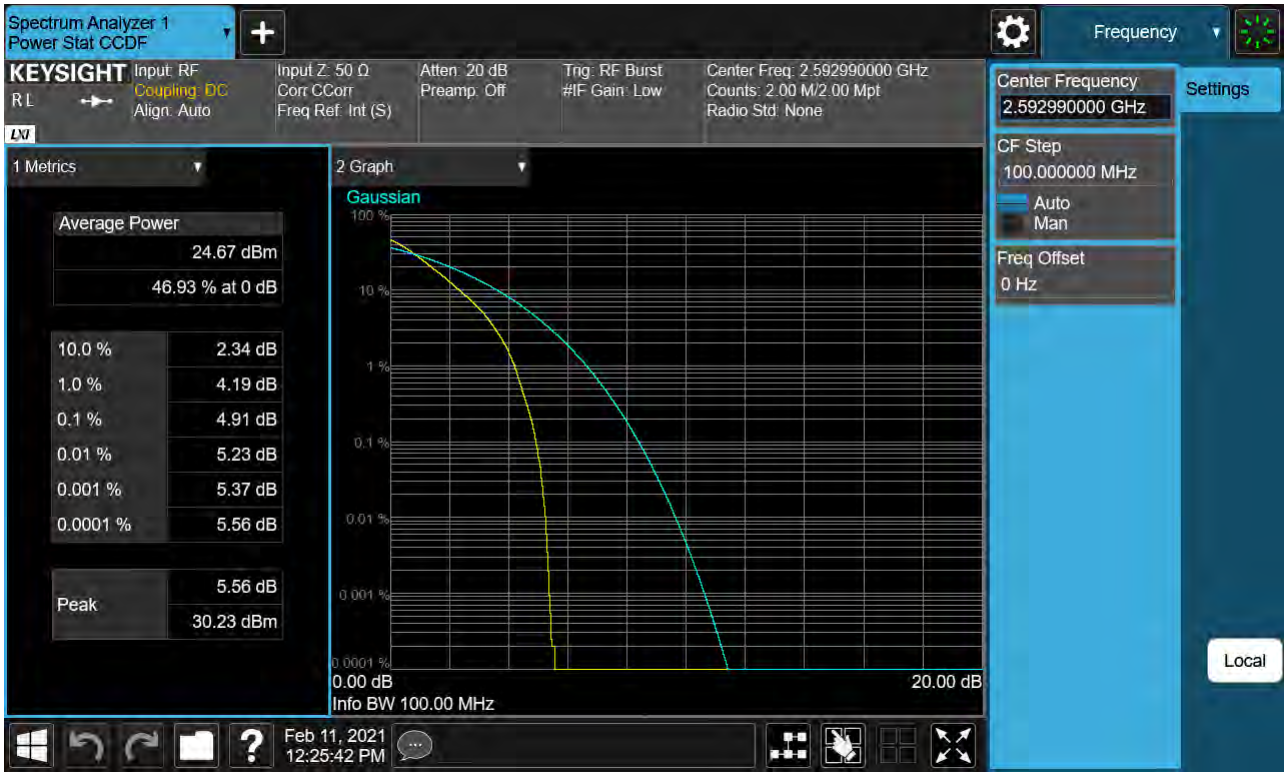 Spectrum Analyzer 1
Power Stat CCDF
+
Frequency
KEYSIGHT
RL
LXI
Input: RF
Coupling: DC
Align: Auto
Input Z: 50 Ω
Corr CCorr
Freq Ref: Int (S)
Atten: 20 dB
Preamp: Off
Trig: RF Burst
#IF Gain: Low
Center Freq: 2.592990000 GHz
Counts: 2.00 M/2.00 Mpt
Radio Std: None
Center Frequency
2.592990000 GHz
Settings
CF Step
100.000000 MHz
Auto
Man
Freq Offset
0 Hz
1 Metrics
Average Power
24.67 dBm
46.93 % at 0 dB
10.0 % 2.34 dB
1.0 % 4.19 dB
0.1 % 4.91 dB
0.01 % 5.23 dB
0.001 % 5.37 dB
0.0001 % 5.56 dB
Peak
5.56 dB
30.23 dBm
2 Graph
Gaussian
100 %
10 %
1 %
0.1 %
0.01 %
0.001 %
0.0001 %
0.00 dB 20.00 dB
Info BW 100.00 MHz
Local
?
Feb 11, 2021
12:25:42 PM